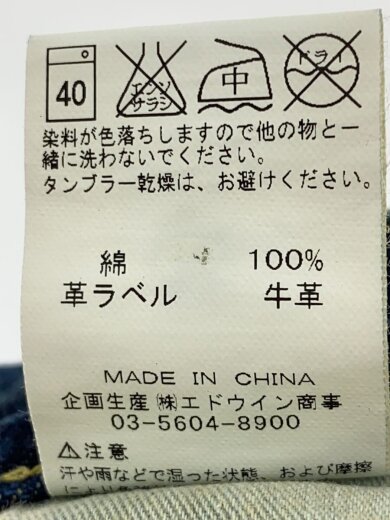 40 エンソサラシ 中 ドライ
染料が色落ちしますので他の物と一
緒に洗わないでください。
タンブラー乾燥は、お避けください。
綿 100%
革ラベル 牛革
MADE IN CHINA
企画生産 ㈱エドウイン商事
03-5604-8900
⚠注意
汗や雨などで湿った状態、および摩擦
により